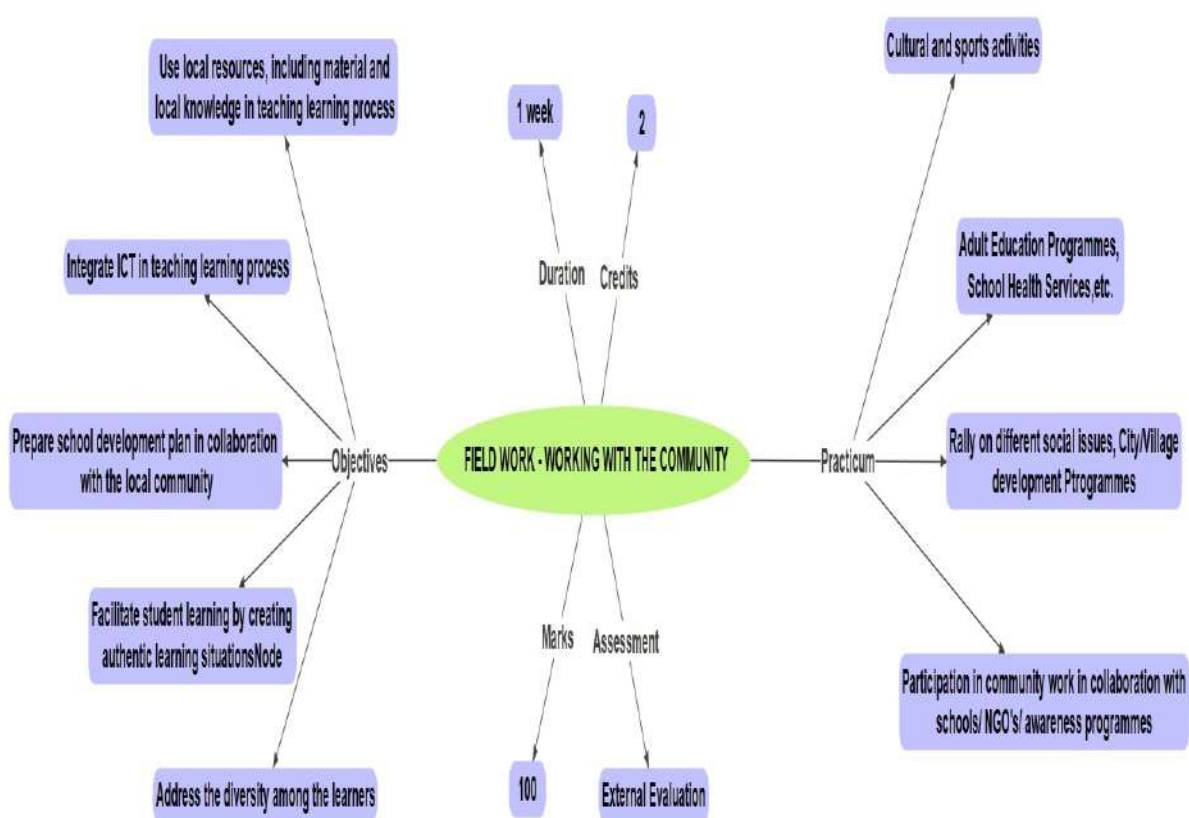 Use local resources, including material and
local knowledge in teaching learning process
Integrate ICT in teaching learning process
Prepare school development plan in collaboration
with the local community
Facilitate student learning by creating
authentic learning situationsNode
Address the diversity among the learners
Objectives
1 week
Duration
2
Credits
FIELD WORK - WORKING WITH THE COMMUNITY
Marks
100
Assessment
External Evaluation
Practicum
Cultural and sports activities
Adult Education Programmes,
School Health Services,etc.
Rally on different social issues, City/Village
development Ptrogrammes
Participation in community work in collaboration with
schools/ NGO's/ awareness programmes